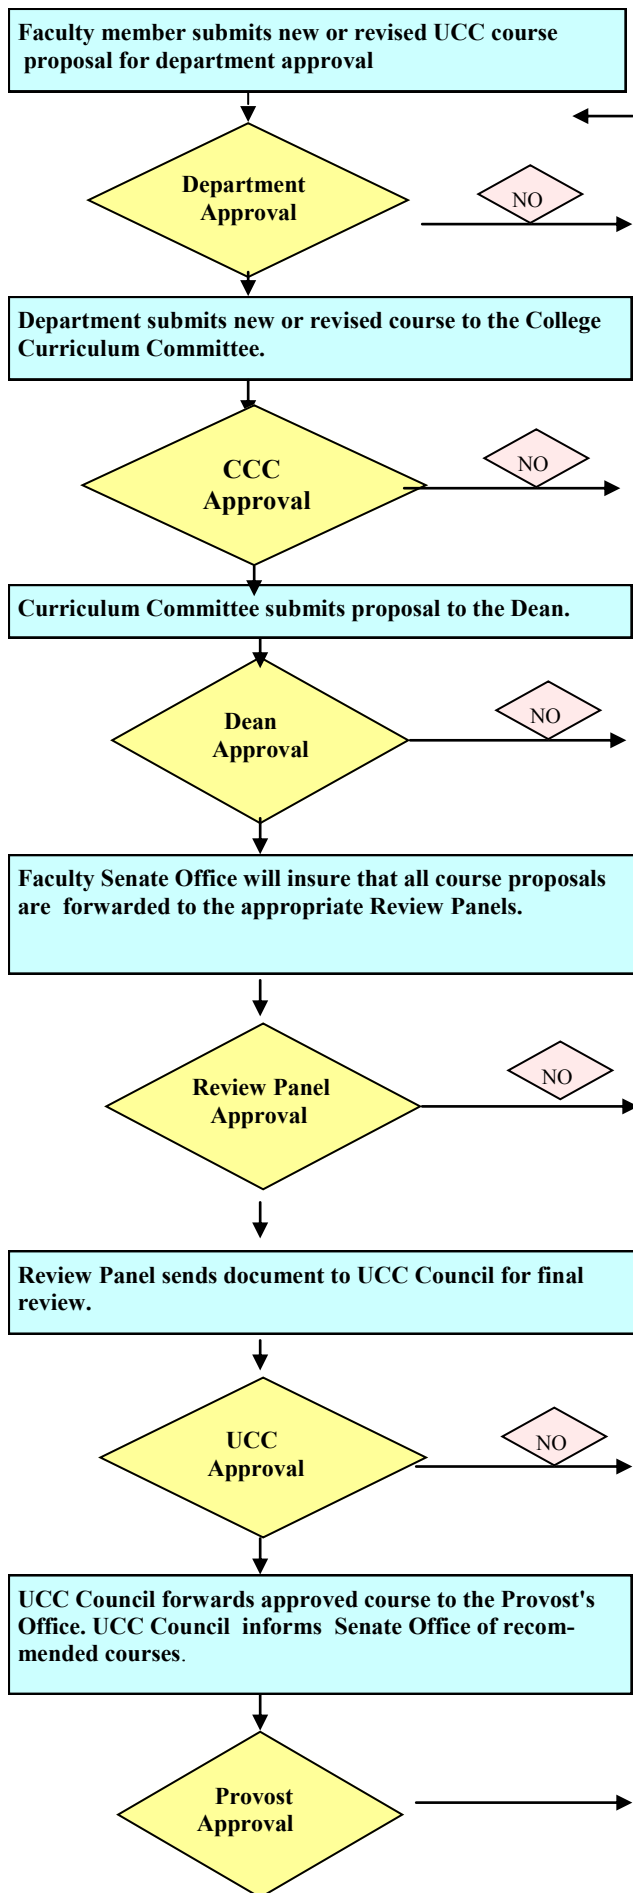 Faculty member submits new or revised UCC course
proposal for department approval
Department
Approval
NO
Department submits new or revised course to the College
Curriculum Committee.
CCC
Approval
NO
Curriculum Committee submits proposal to the Dean.
Dean
Approval
NO
Faculty Senate Office will insure that all course proposals
are forwarded to the appropriate Review Panels.
Review Panel
Approval
NO
Review Panel sends document to UCC Council for final
review.
UCC
Approval
NO
UCC Council forwards approved course to the Provost's
Office. UCC Council informs Senate Office of recom-
mended courses.
Provost
Approval